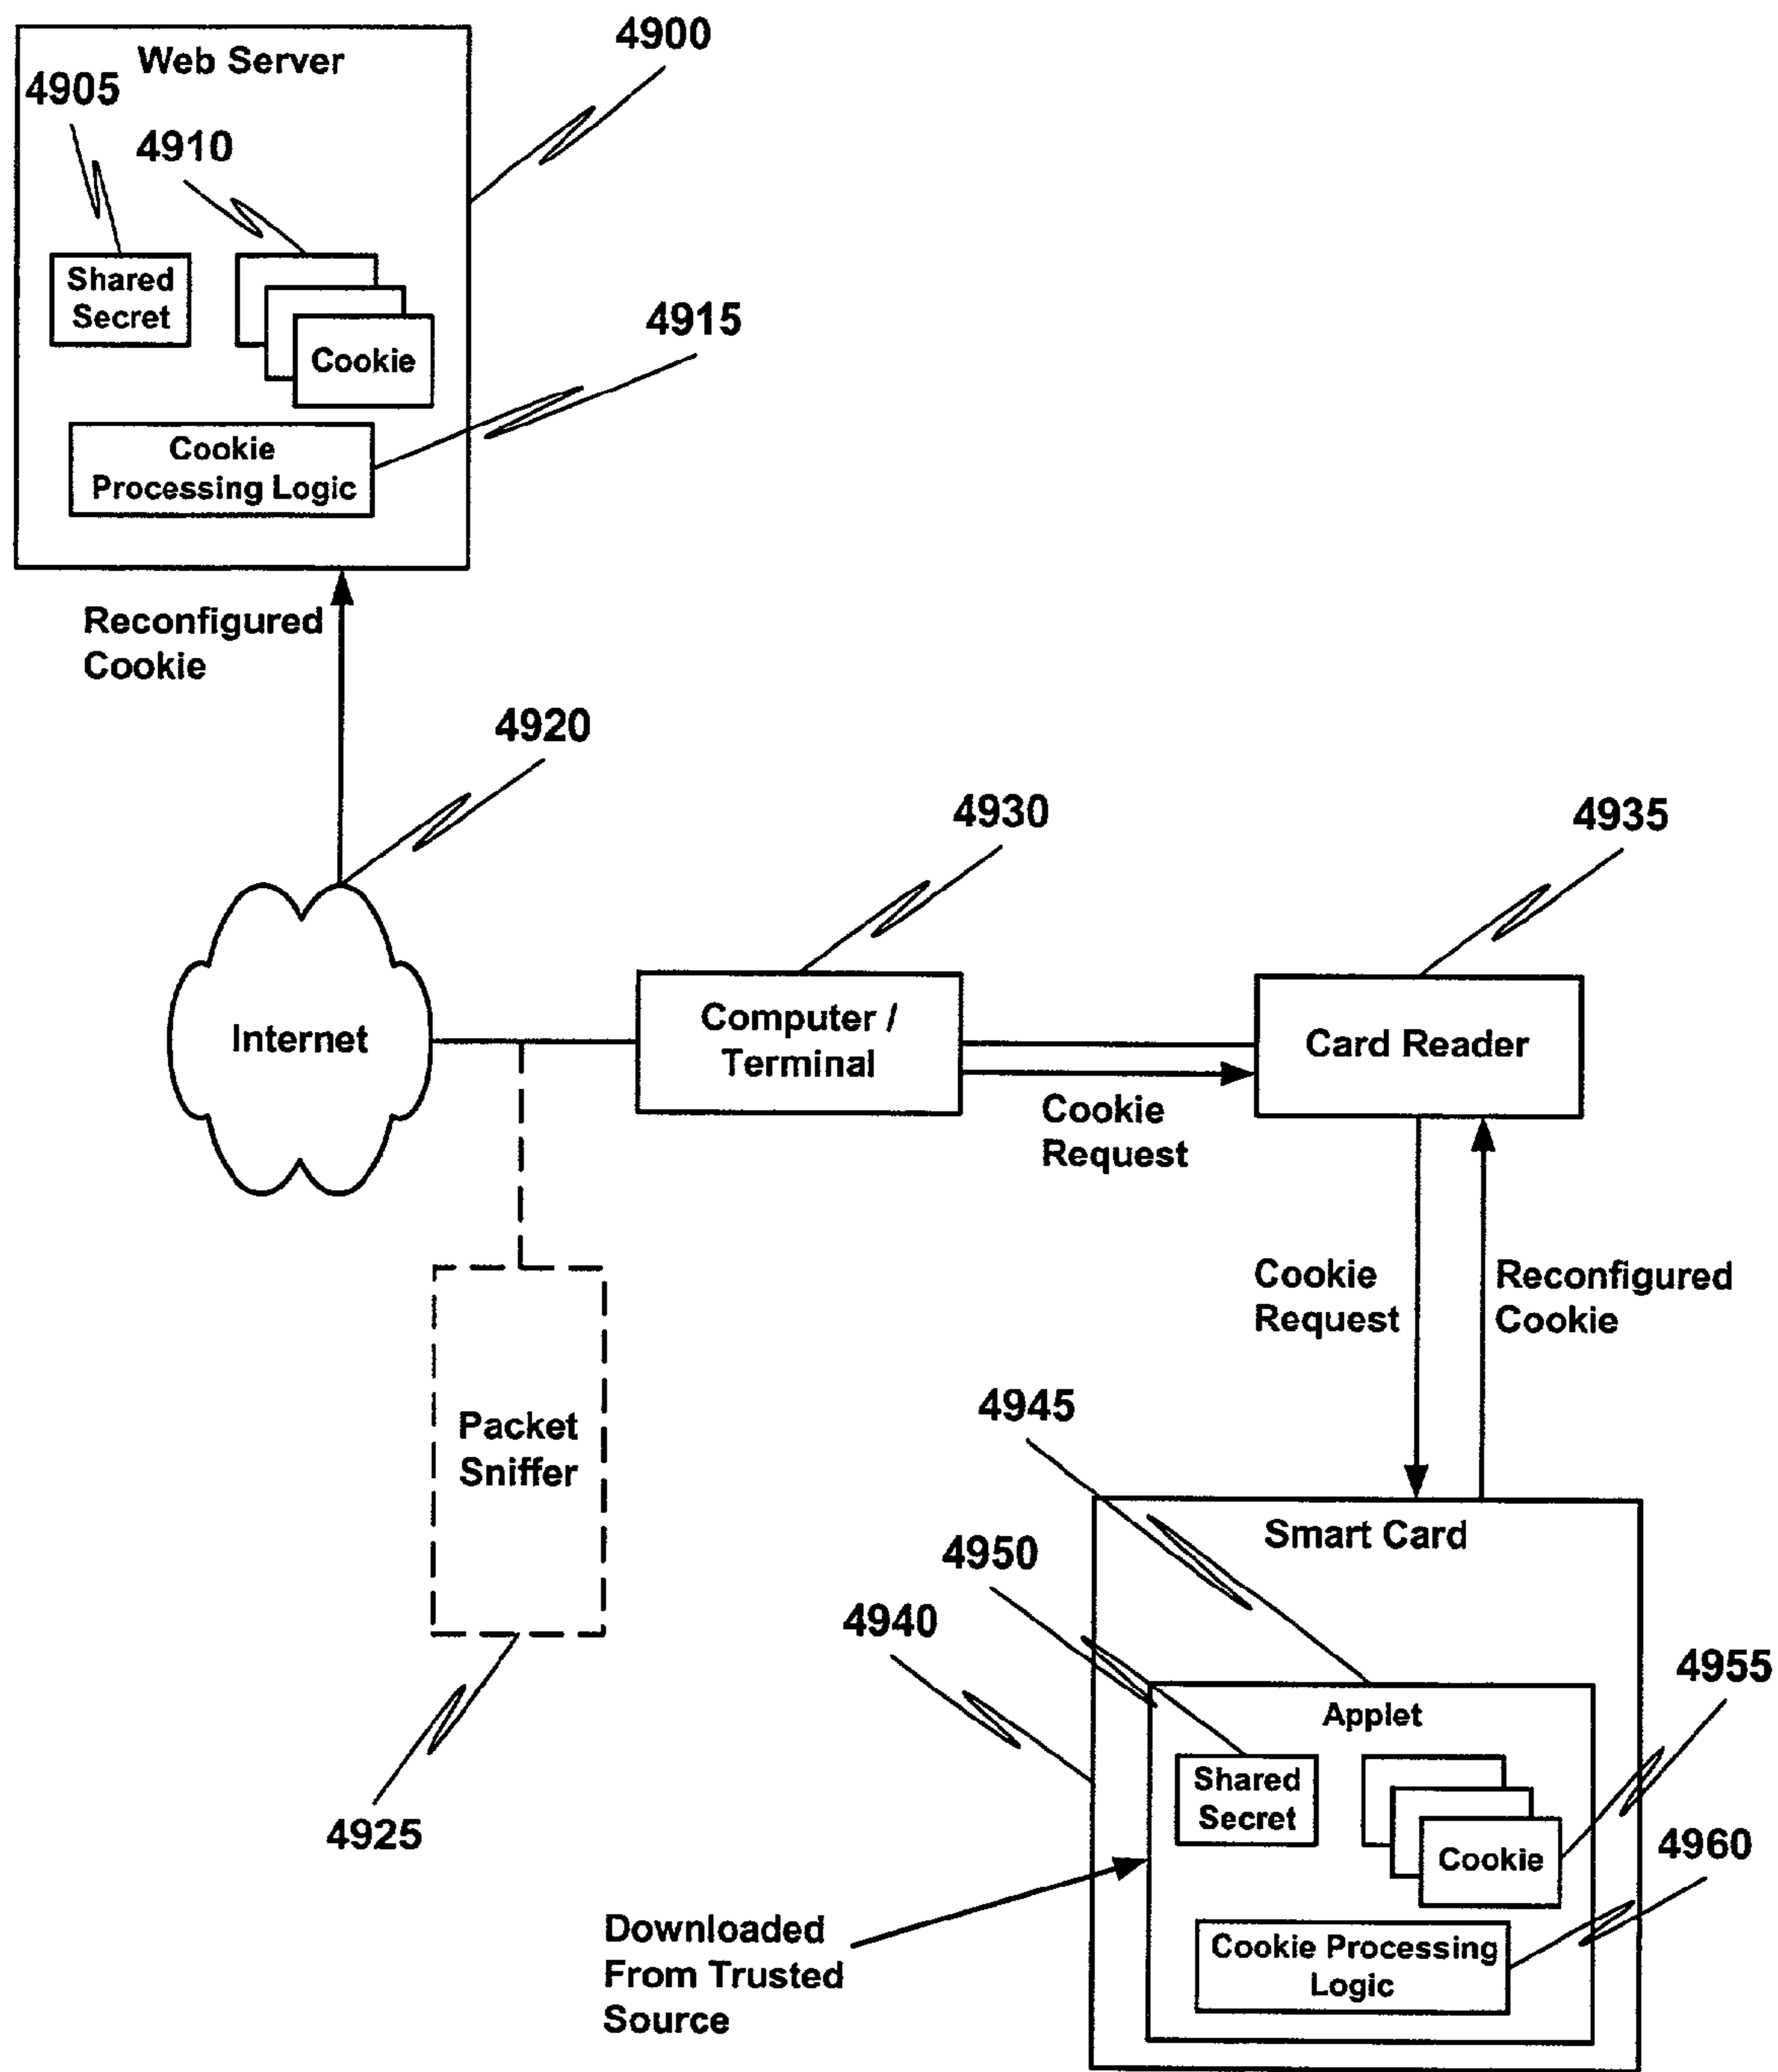 4900
Web Server
4905
4910
Shared
Secret
Cookie
4915
Cookie
Processing Logic
Reconfigured
Cookie
4920
4930
4935
Internet
Computer /
Terminal
Card Reader
Cookie
Request
Cookie
Request
Reconfigured
Cookie
Packet
Sniffer
4925
4945
4950
4940
Smart Card
4955
Applet
Shared
Secret
Cookie
4960
Cookie Processing
Logic
Downloaded
From Trusted
Source